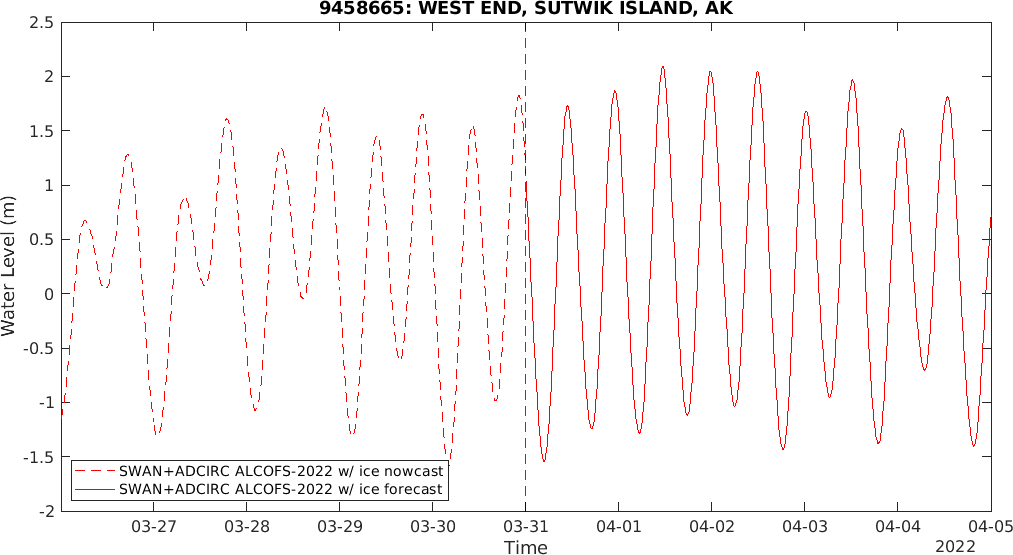 9458665: WEST END, SUTWIK ISLAND, AK
2.5
2
1.5
1
0.5
0
-0.5
-1
-1.5
-2
Water Level (m)
SWAN+ADCIRC ALCOFS-2022 w/ ice nowcast
SWAN+ADCIRC ALCOFS-2022 w/ ice forecast
03-27 03-28 03-29 03-30 03-31 04-01 04-02 04-03 04-04 04-05
Time
2022